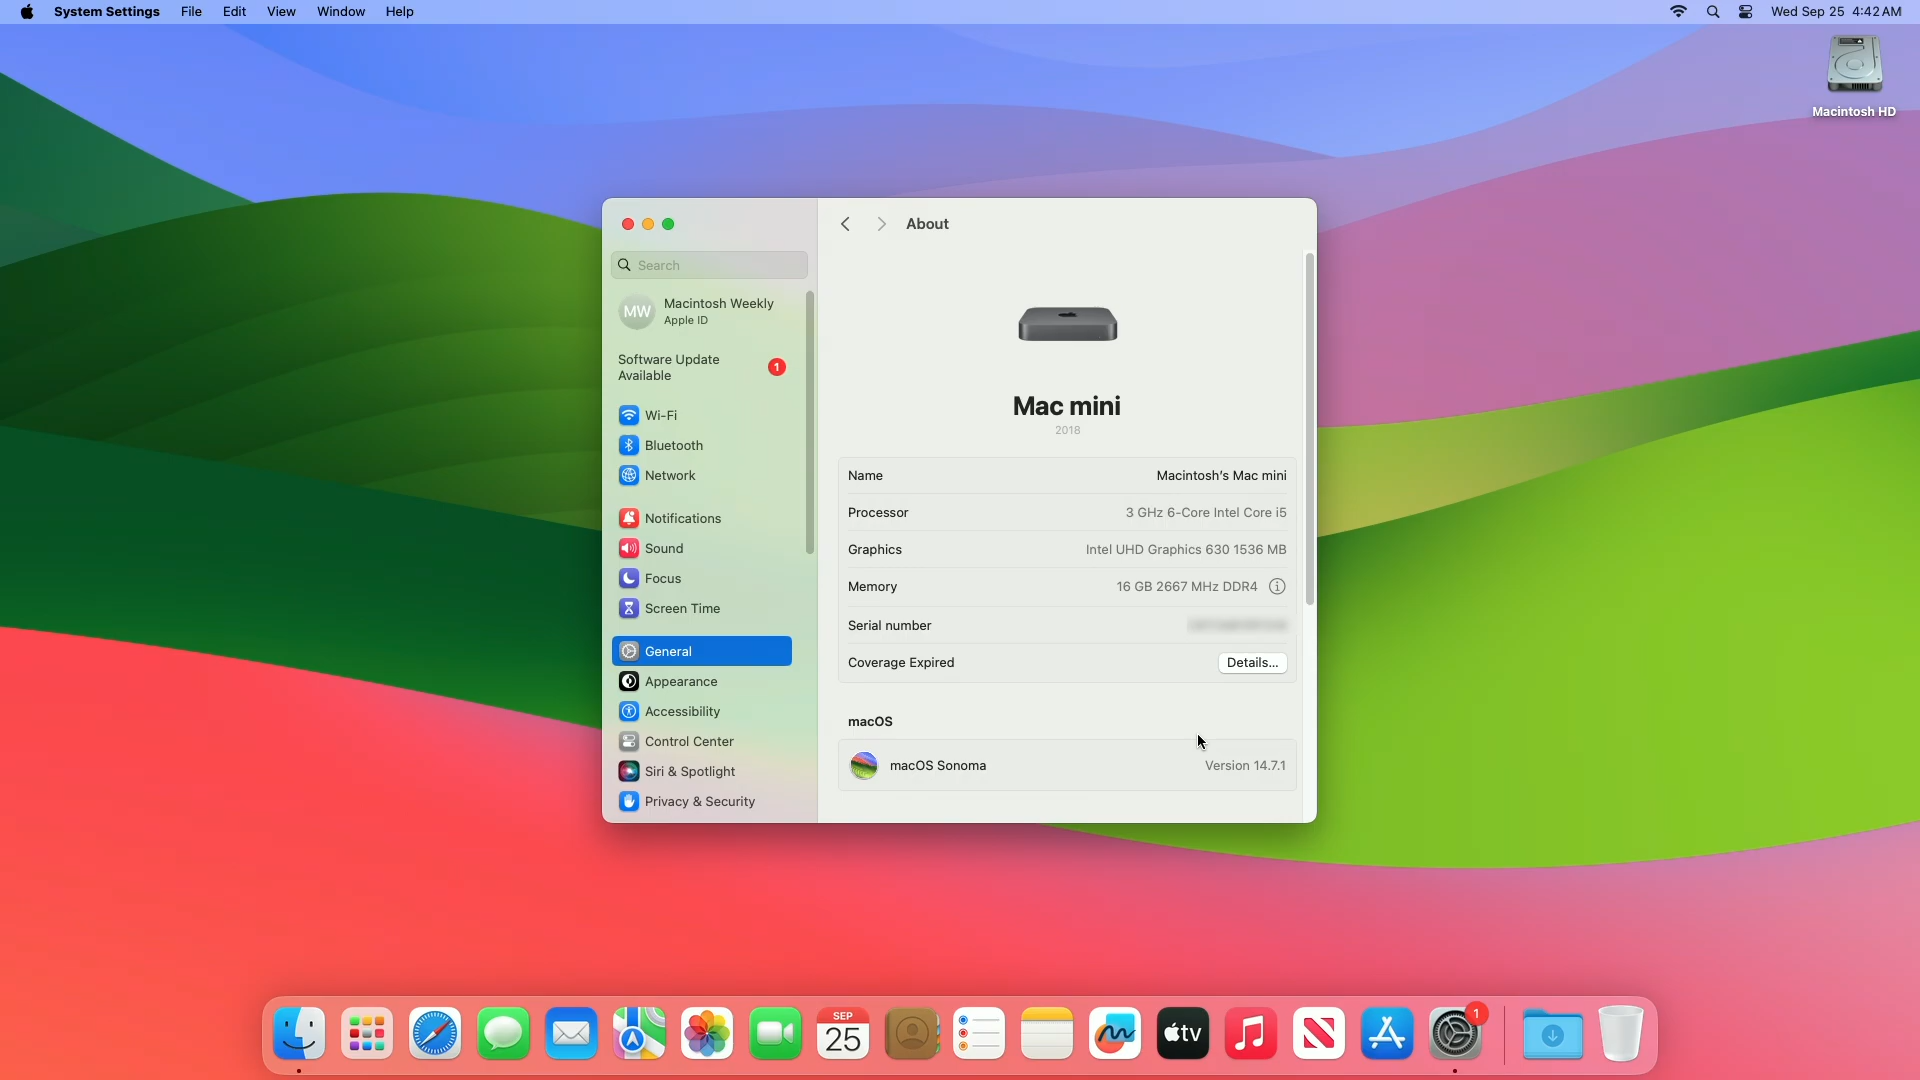 System Settings File Edit View Window Help Wed Sep 25 4:42 AM
Macintosh HD
About
Search
MW
Macintosh Weekly
Apple ID
Software Update
Available
1
Wi-Fi
Bluetooth
Network
Notifications
Sound
Focus
Screen Time
General
Appearance
Accessibility
Control Center
Siri & Spotlight
Privacy & Security
Mac mini
2018
Name Macintosh's Mac mini
Processor 3 GHz 6-Core Intel Core i5
Graphics Intel UHD Graphics 630 1536 MB
Memory 16 GB 2667 MHz DDR4
Serial number
Coverage Expired Details...
macOS
macOS Sonoma Version 14.7.1
SEP
25
tv
1